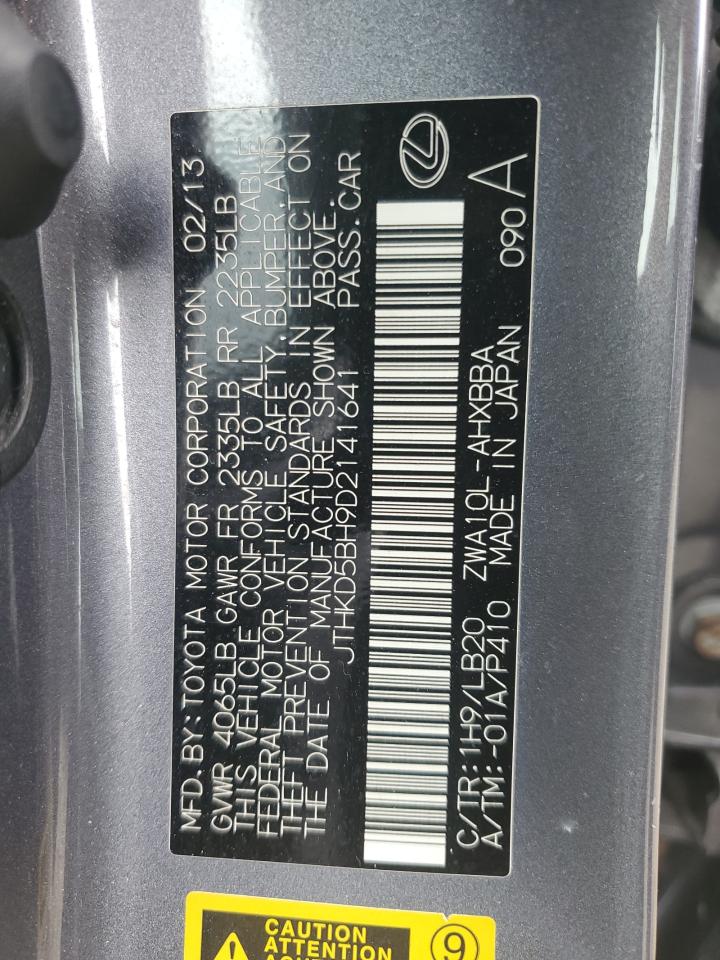 MFD. BY: TOYOTA MOTOR CORPORATION 02/13
GVWR 4065LB GAWR FR 2335LB RR 2235LB
THIS VEHICLE CONFORMS TO ALL APPLICABLE
FEDERAL MOTOR VEHICLE SAFETY, BUMPER, AND
THEFT PREVENTION STANDARDS IN EFFECT ON
THE DATE OF MANUFACTURE SHOWN ABOVE.
JTHKD5BH9D2141641 PASS. CAR
C/TR: 1H9/LB20 ZWA10L-AHXBBA 090 A
A/TM: -01A/P410 MADE IN JAPAN
CAUTION
ATTENTION
9